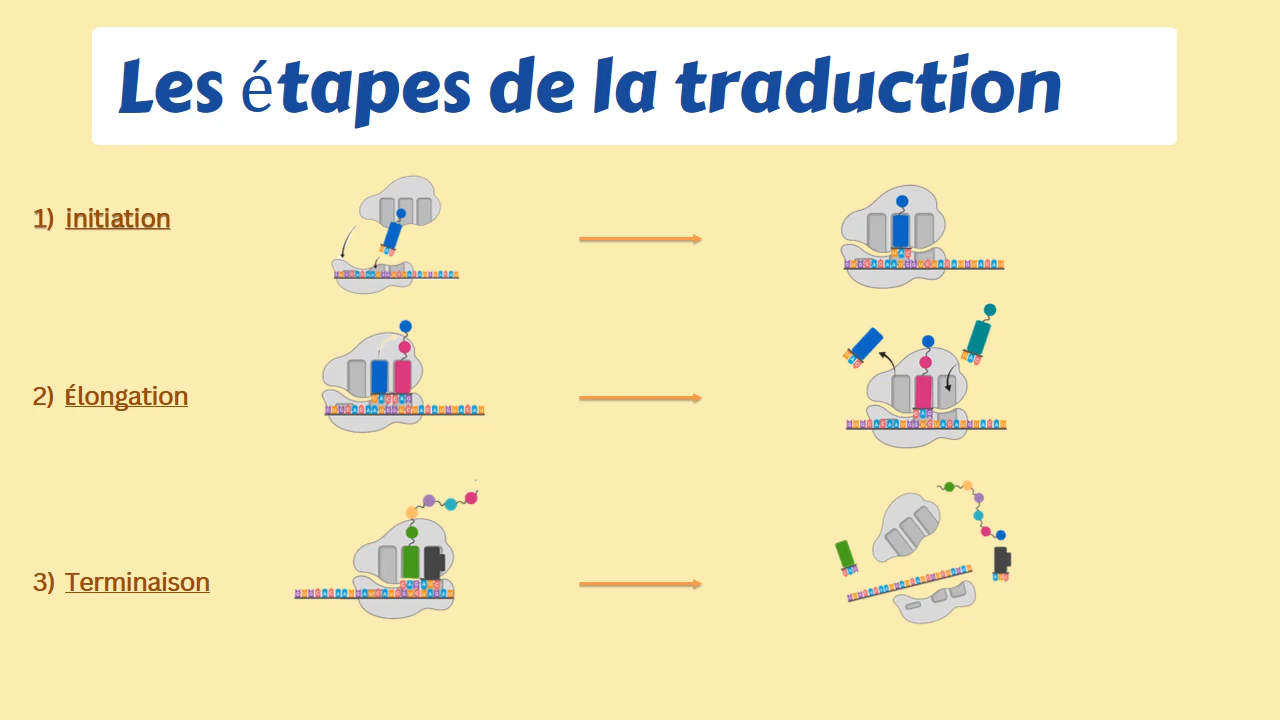 Les étapes de la traduction
1) initiation
2) Élongation
3) Terminaison